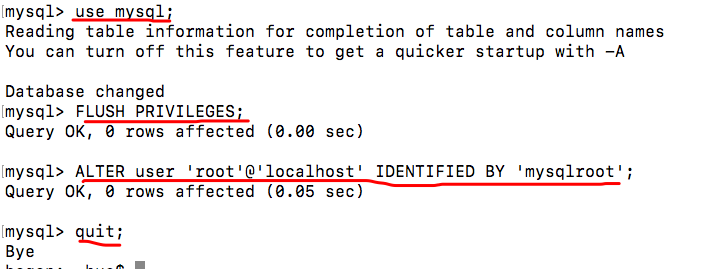 [mysql> use mysql;
Reading table information for completion of table and column names
You can turn off this feature to get a quicker startup with -A
Database changed
[mysql> FLUSH PRIVILEGES;
Query OK, 0 rows affected (0.00 sec)
[mysql> ALTER user 'root'@'localhost' IDENTIFIED BY 'mysqlroot';
Query OK, 0 rows affected (0.05 sec)
[mysql> quit;
Bye